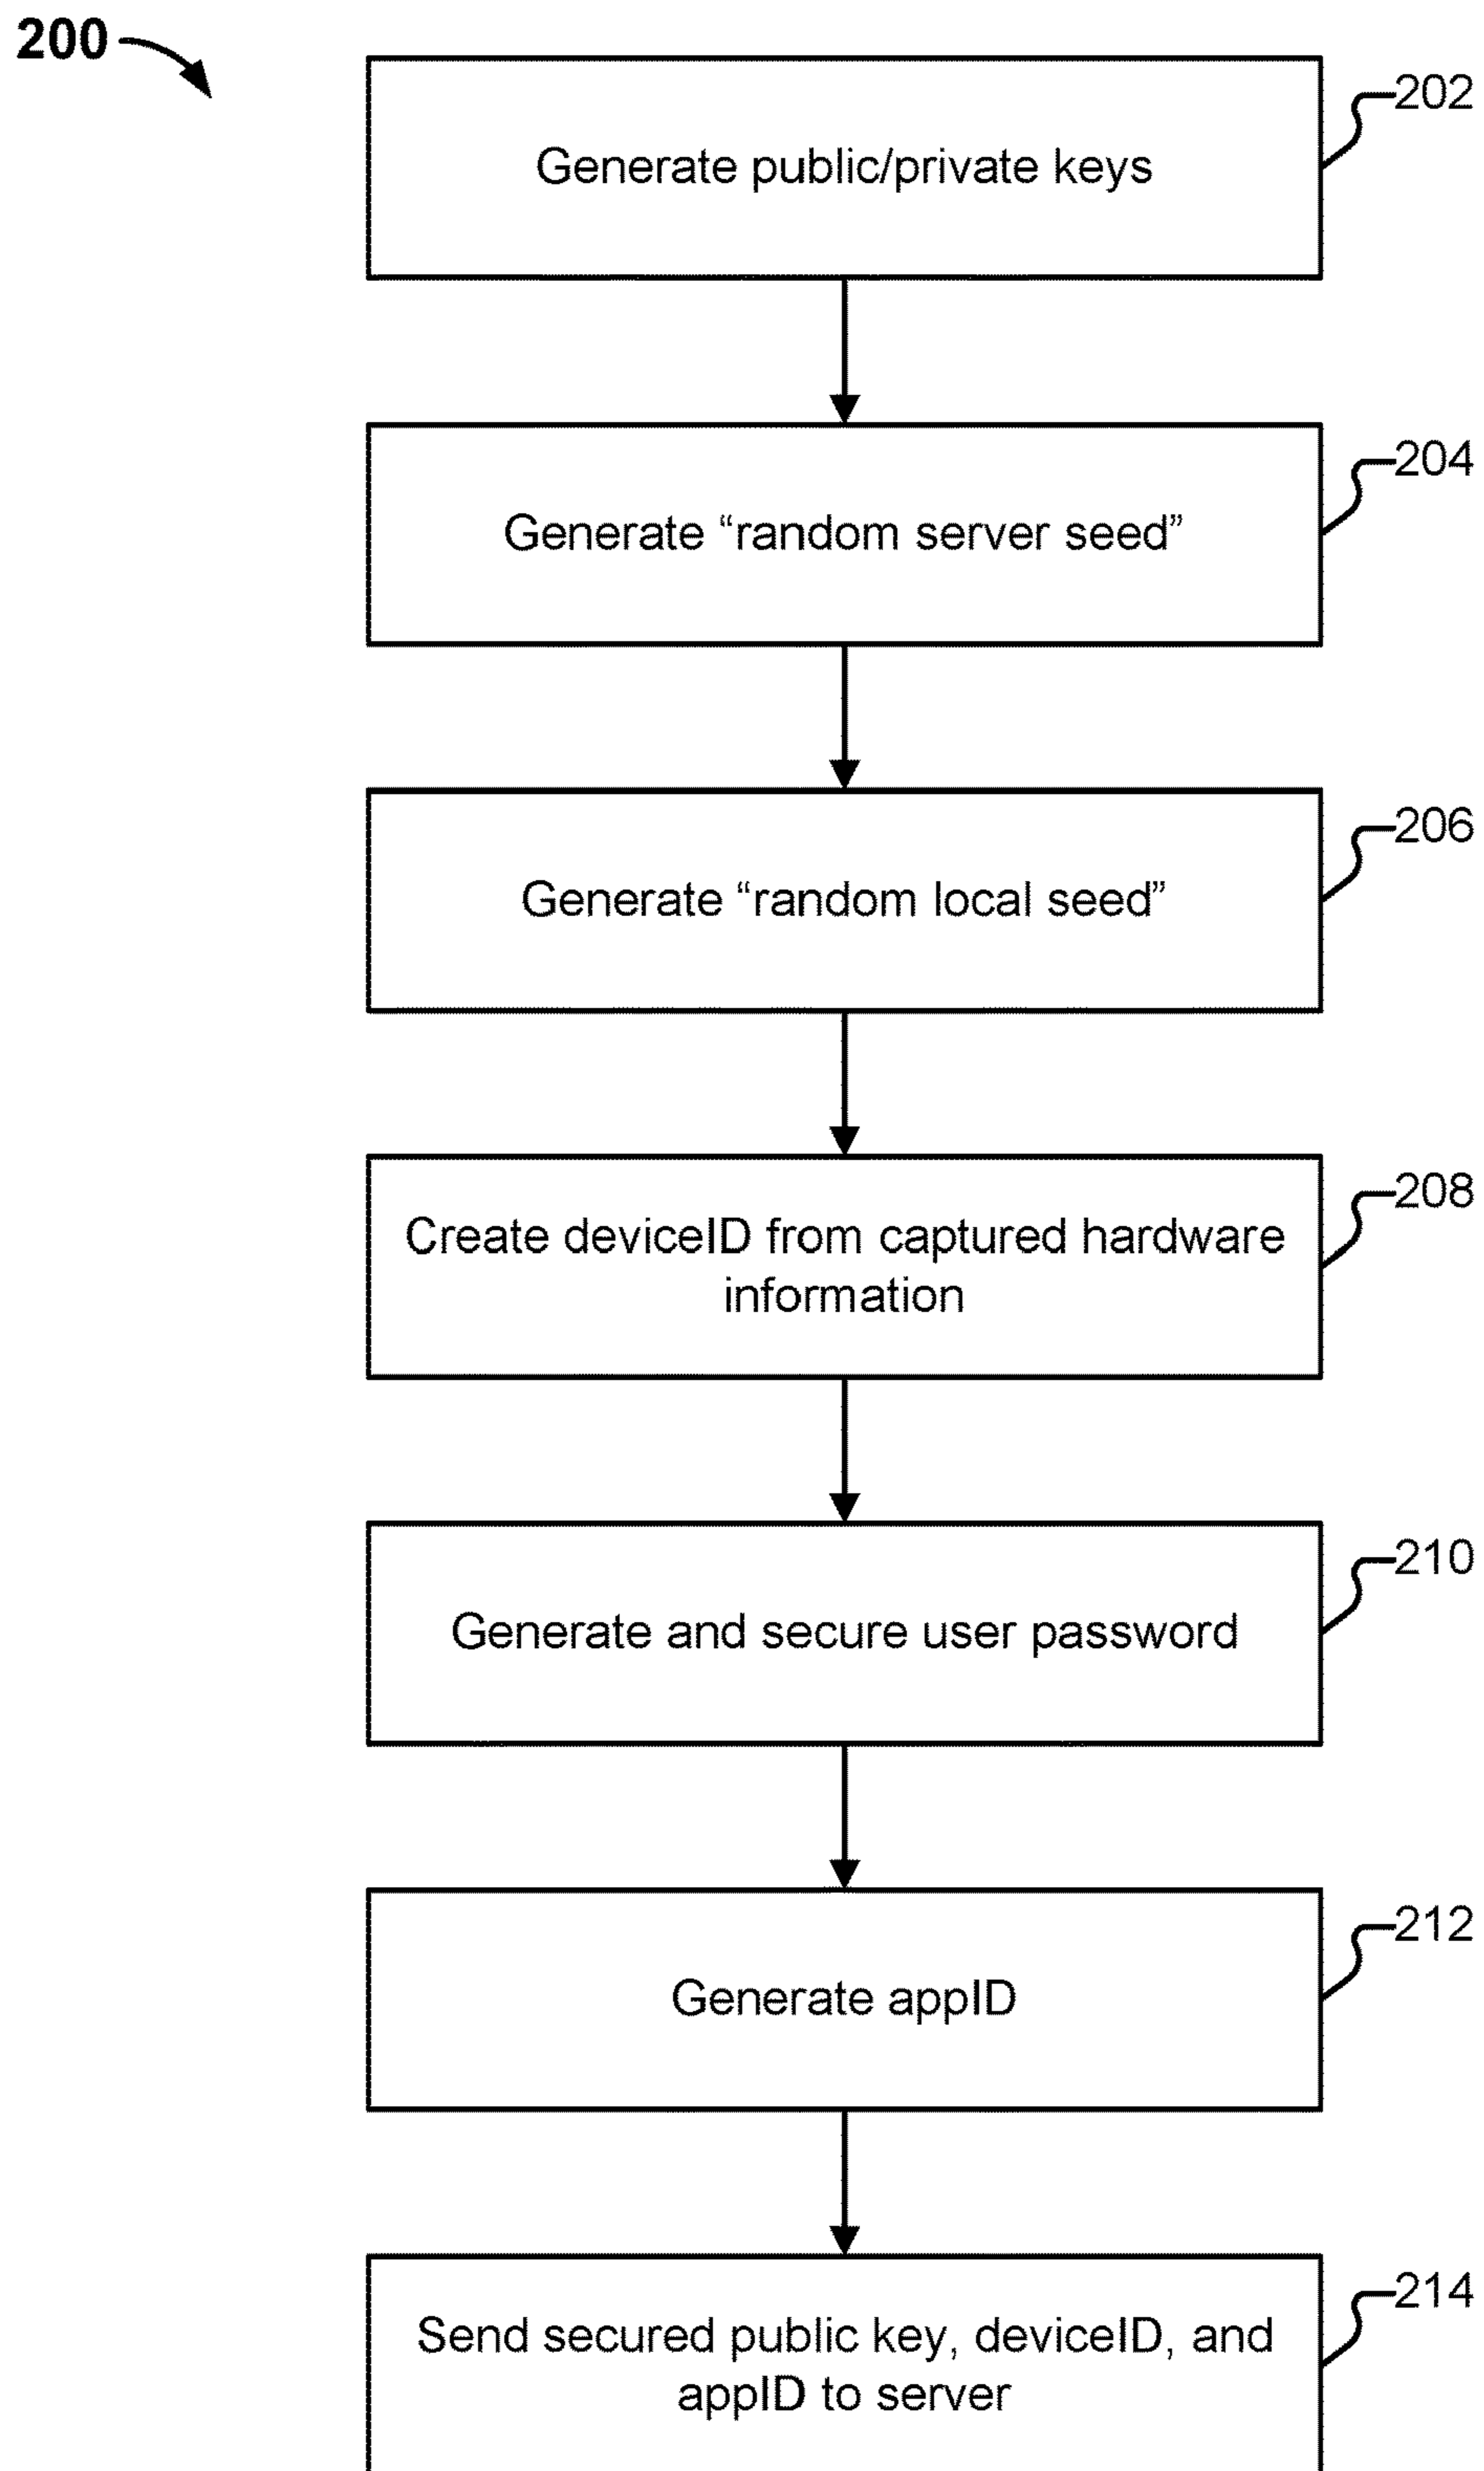 200
202
Generate public/private keys
204
Generate “random server seed”
206
Generate “random local seed”
208
Create deviceID from captured hardware
information
210
Generate and secure user password
212
Generate appID
214
Send secured public key, deviceID, and
appID to server